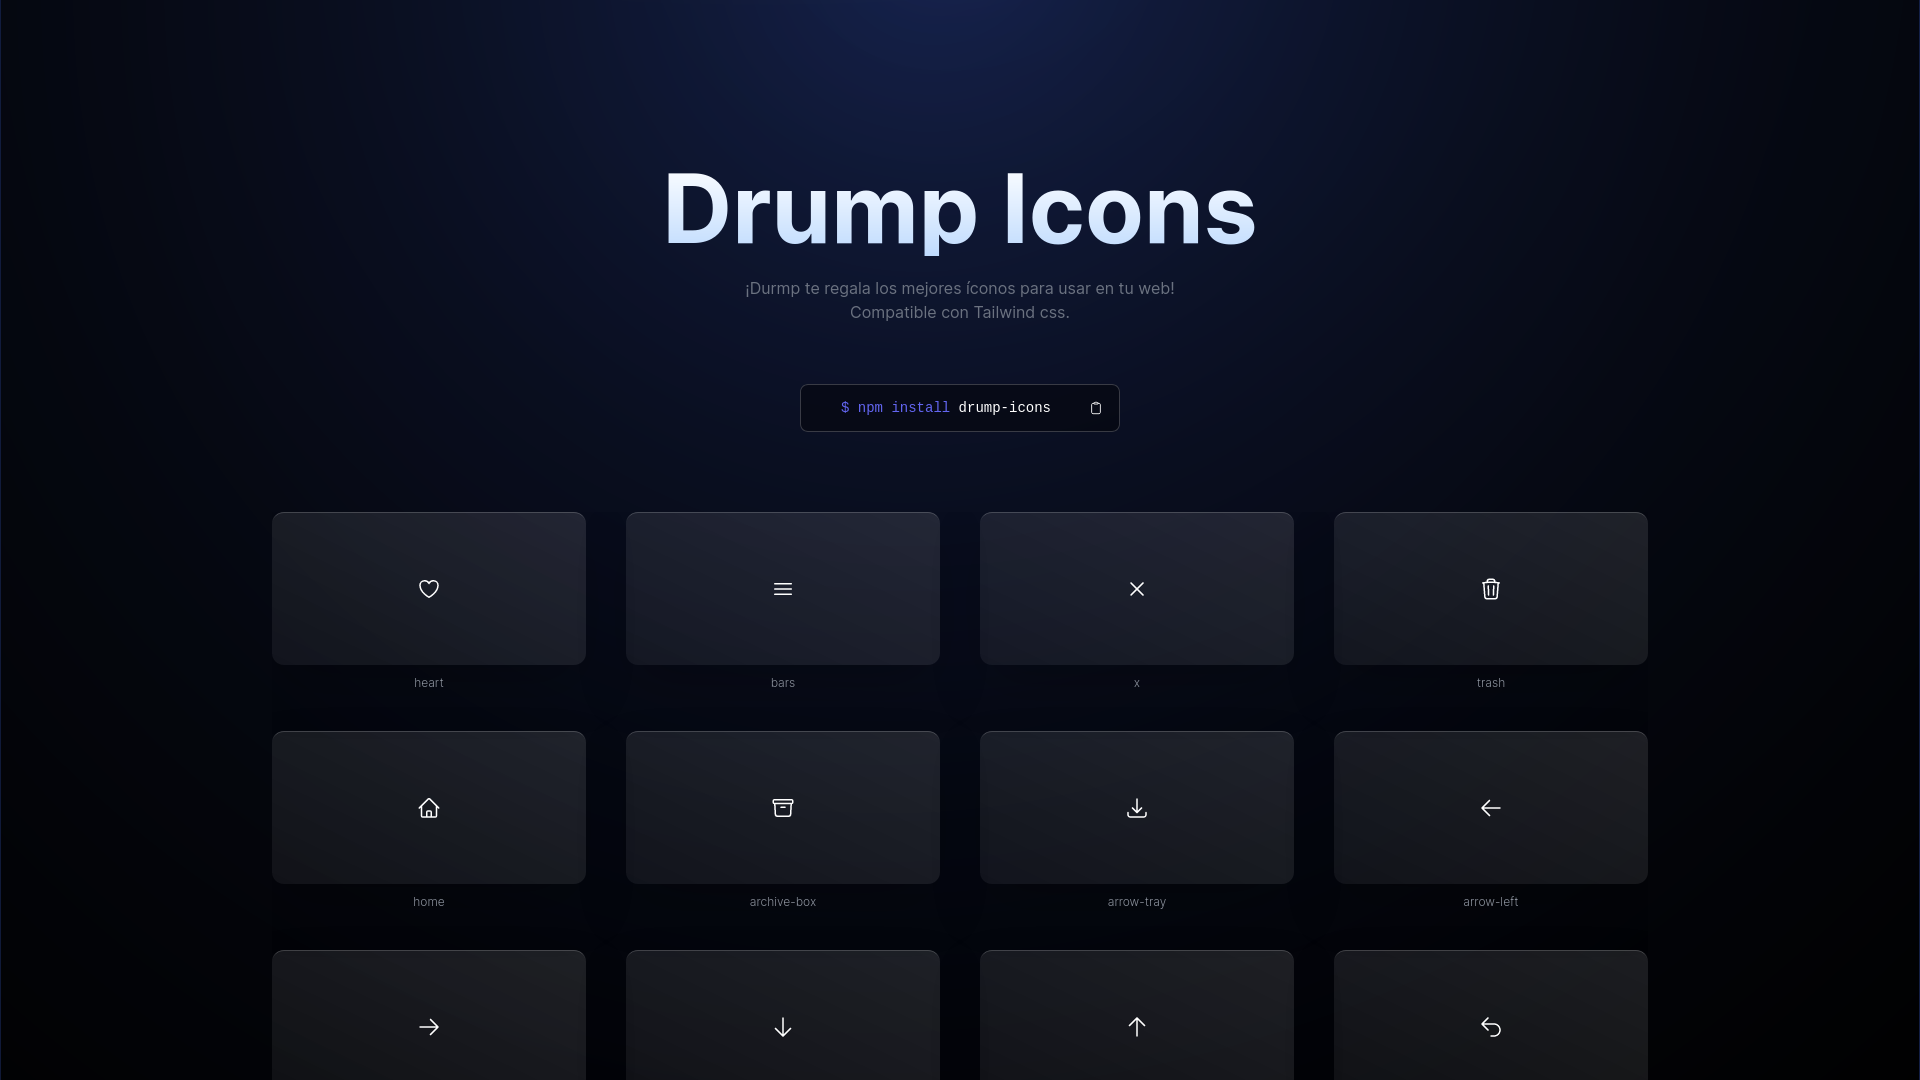 Drump Icons
¡Durmp te regala los mejores íconos para usar en tu web!
Compatible con Tailwind css.
$ npm install drump-icons
heart
bars
x
trash
home
archive-box
arrow-tray
arrow-left